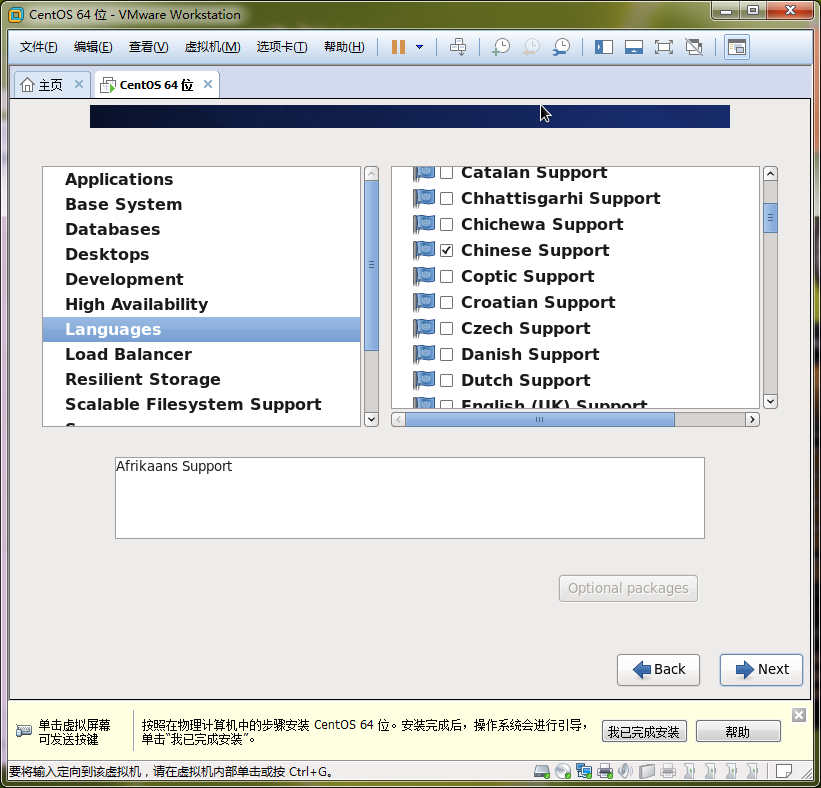 CentOS 64 位 - VMware Workstation
文件(F) 编辑(E) 查看(V) 虚拟机(M) 选项卡(T) 帮助(H)
主页 CentOS 64 位
Applications
Base System
Databases
Desktops
Development
High Availability
Languages
Load Balancer
Resilient Storage
Scalable Filesystem Support
Catalan Support
Chhattisgarhi Support
Chichewa Support
Chinese Support
Coptic Support
Croatian Support
Czech Support
Danish Support
Dutch Support
English (UK) Support
Afrikaans Support
Optional packages
Back Next
单击虚拟屏幕
可发送按键
按照在物理计算机中的步骤安装 CentOS 64 位。安装完成后，操作系统会进行引导，
单击"我已完成安装"。
我已完成安装 帮助
要将输入定向到该虚拟机，请在虚拟机内部单击或按 Ctrl+G。